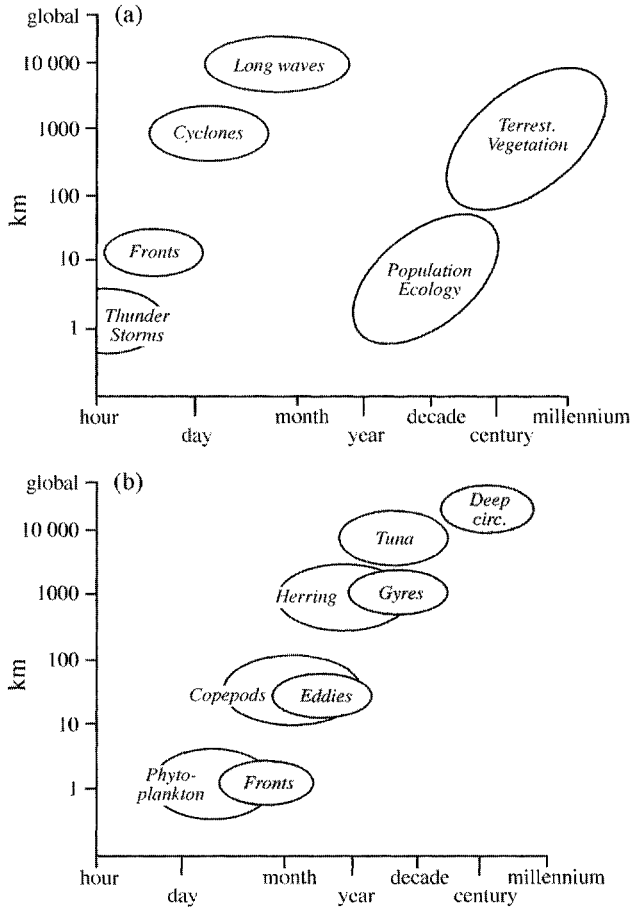 global
(a)
10 000
Long waves
1000
Cyclones
Terrest.
Vegetation
100
km
10
Fronts
Population
Ecology
1
Thunder
Storms
hour
month
decade
millennium
day
year
century
global
(b)
Deep
circ.
10 000
Tuna
1000
Herring
Gyres
100
km
Copepods
Eddies
10
Phyto-
plankton
Fronts
1
hour
month
decade
millennium
day
year
century